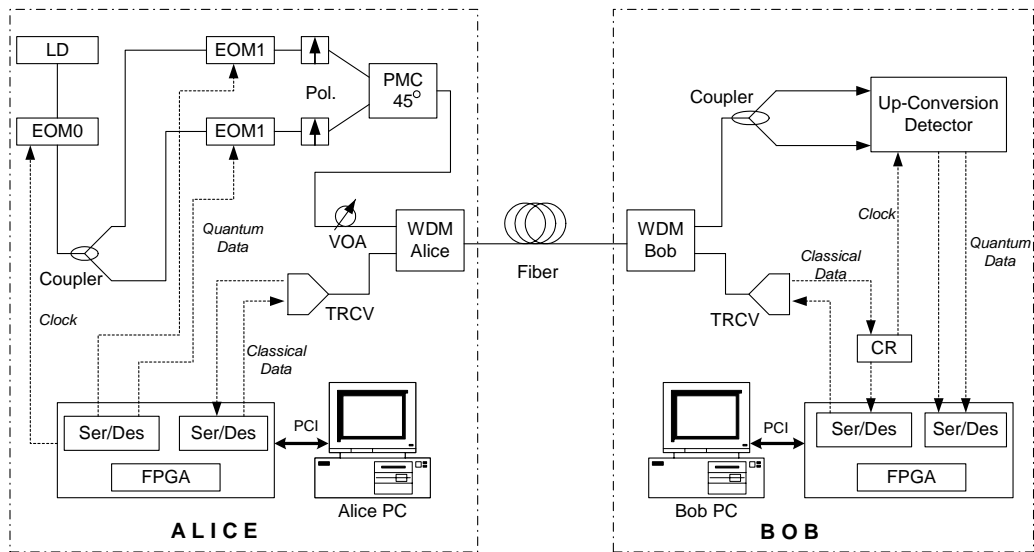 LD
EOM0
EOM1
Pol.
PMC
45°
EOM1
Quantum
Data
VOA
WDM
Alice
Coupler
Clock
TRCV
Classical
Data
Ser/Des
Ser/Des
FPGA
PCI
Alice PC
A L I C E
Fiber
Coupler
Up-Conversion
Detector
WDM
Bob
Clock
Classical
Data
Quantum
Data
TRCV
CR
Ser/Des
Ser/Des
FPGA
PCI
Bob PC
B O B